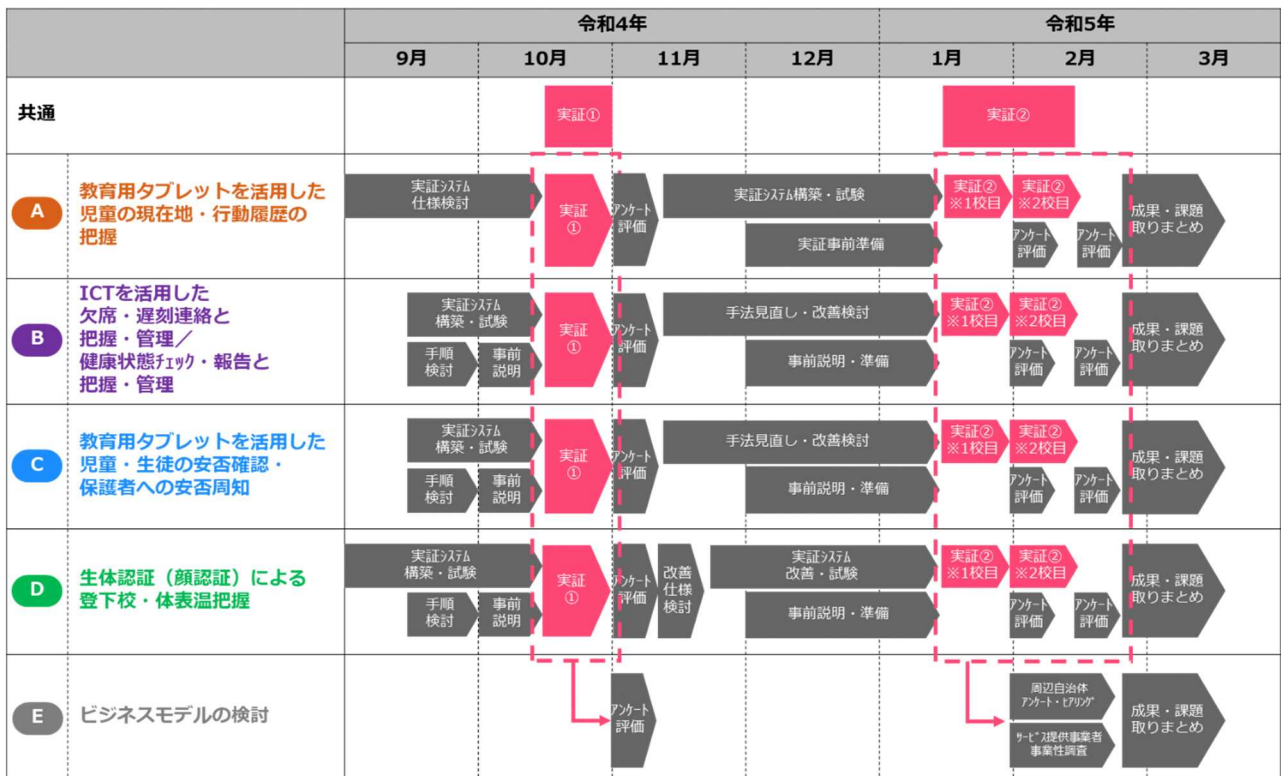 令和4年
令和5年
9月
10月
11月
12月
1月
2月
3月
共通
実証①
実証②
A
教育用タブレットを活用した
児童の現在地・行動履歴の
把握
実証システム
仕様検討
実証
①
アンケート
評価
実証システム構築・試験
実証事前準備
実証②
※1校目
実証②
※2校目
アンケート
評価
アンケート
評価
成果・課題
取りまとめ
B
ICTを活用した
欠席・遅刻連絡と
把握・管理／
健康状態チェック・報告と
把握・管理
実証システム
構築・試験
手順
検討
事前
説明
実証
①
アンケート
評価
手法見直し・改善検討
事前説明・準備
実証②
※1校目
実証②
※2校目
アンケート
評価
アンケート
評価
成果・課題
取りまとめ
C
教育用タブレットを活用した
児童・生徒の安否確認・
保護者への安否周知
実証システム
構築・試験
手順
検討
事前
説明
実証
①
アンケート
評価
手法見直し・改善検討
事前説明・準備
実証②
※1校目
実証②
※2校目
アンケート
評価
アンケート
評価
成果・課題
取りまとめ
D
生体認証（顔認証）による
登下校・体表温把握
実証システム
構築・試験
手順
検討
事前
説明
実証
①
アンケート
評価
改善
仕様
検討
実証システム
改善・試験
事前説明・準備
実証②
※1校目
実証②
※2校目
アンケート
評価
アンケート
評価
成果・課題
取りまとめ
E
ビジネスモデルの検討
アンケート
評価
周辺自治体
アンケート・ヒアリング
サービス提供事業者
事業性調査
成果・課題
取りまとめ